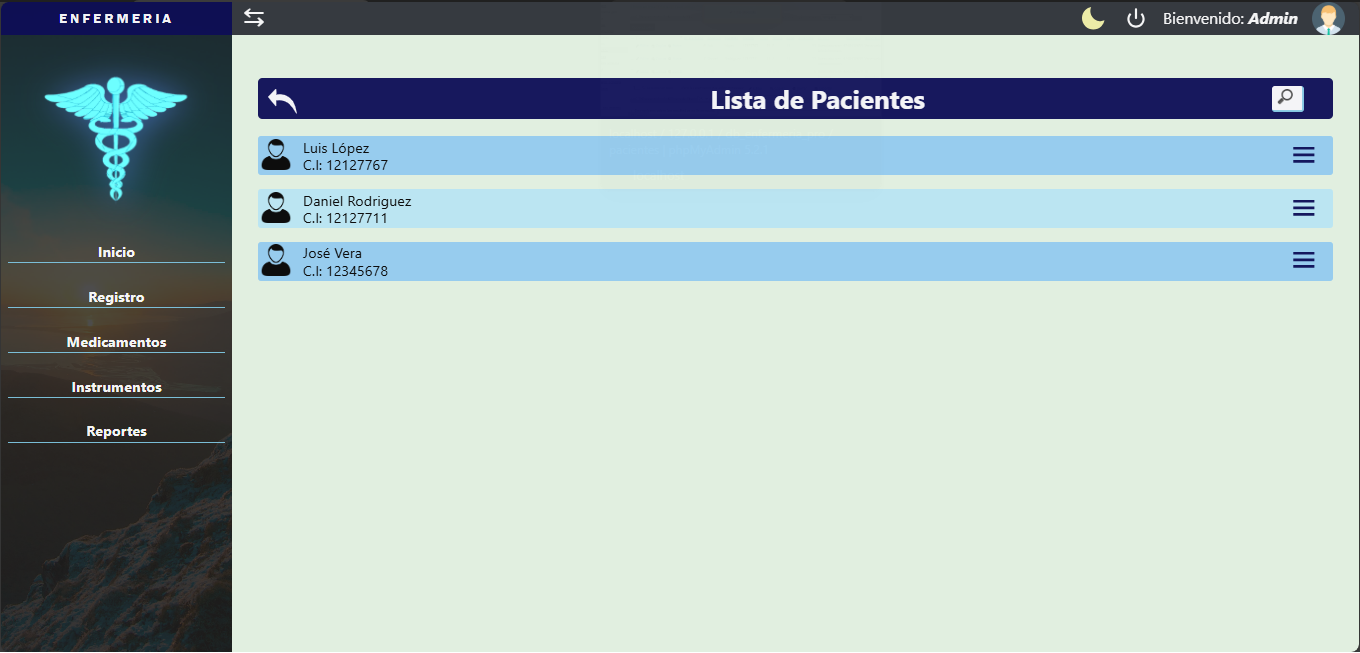 ENFERMERIA
Bienvenido: Admin
Inicio
Registro
Medicamentos
Instrumentos
Reportes
Lista de Pacientes
Luis López
C.I: 12127767
Daniel Rodriguez
C.I: 12127711
José Vera
C.I: 12345678